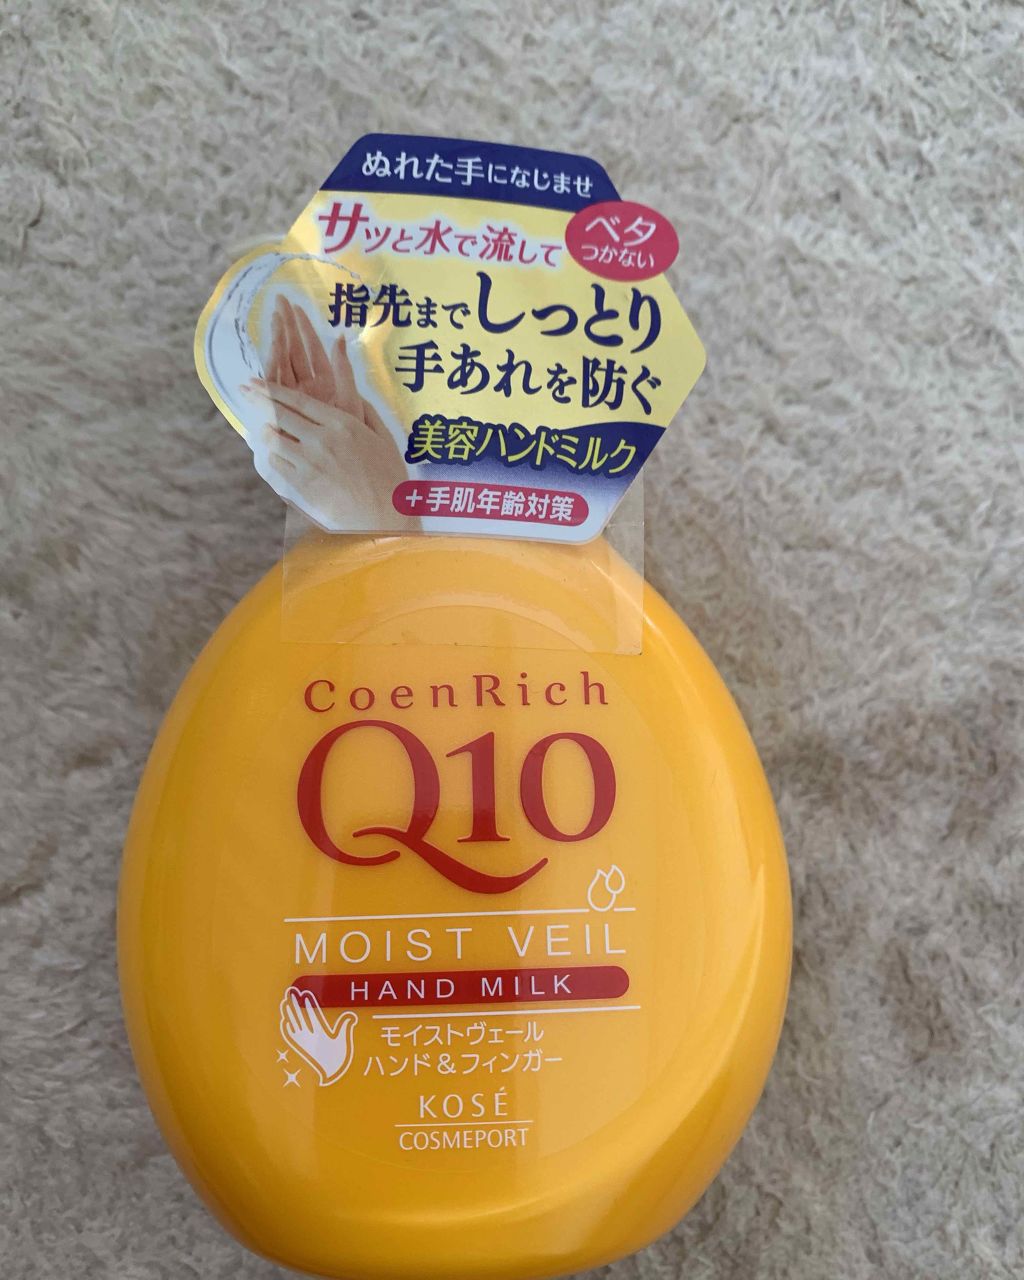 ぬれた手になじませ
サッと水で流して
ベタ
つかない
指先までしっとり
手あれを防ぐ
美容ハンドミルク
+手肌年齢対策
CoenRich
Q10
MOIST VEIL
HAND MILK
モイストヴェール
ハンド&フィンガー
KOSÉ
COSMEPORT